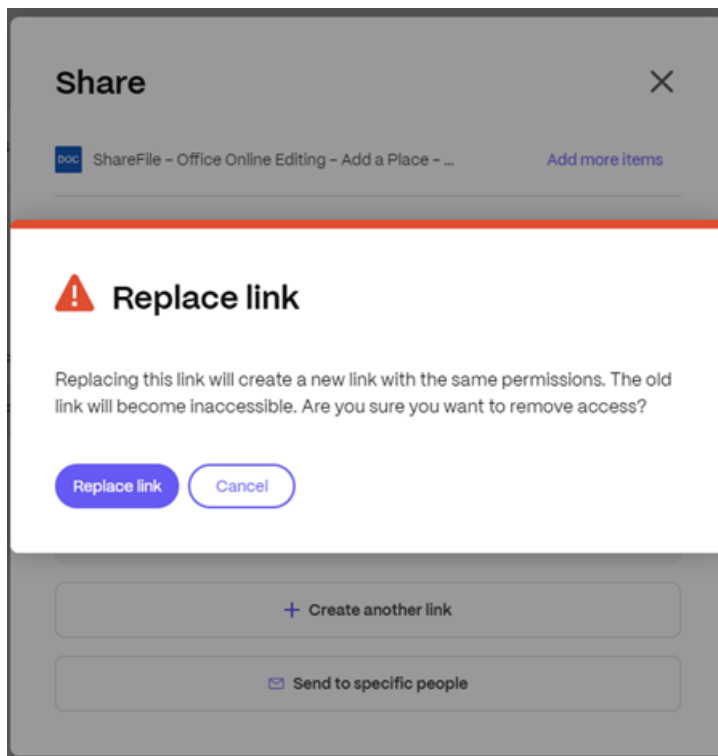 Share
DOC ShareFile – Office Online Editing – Add a Place – ... Add more items
Replace link
Replacing this link will create a new link with the same permissions. The old
link will become inaccessible. Are you sure you want to remove access?
Replace link Cancel
+ Create another link
Send to specific people